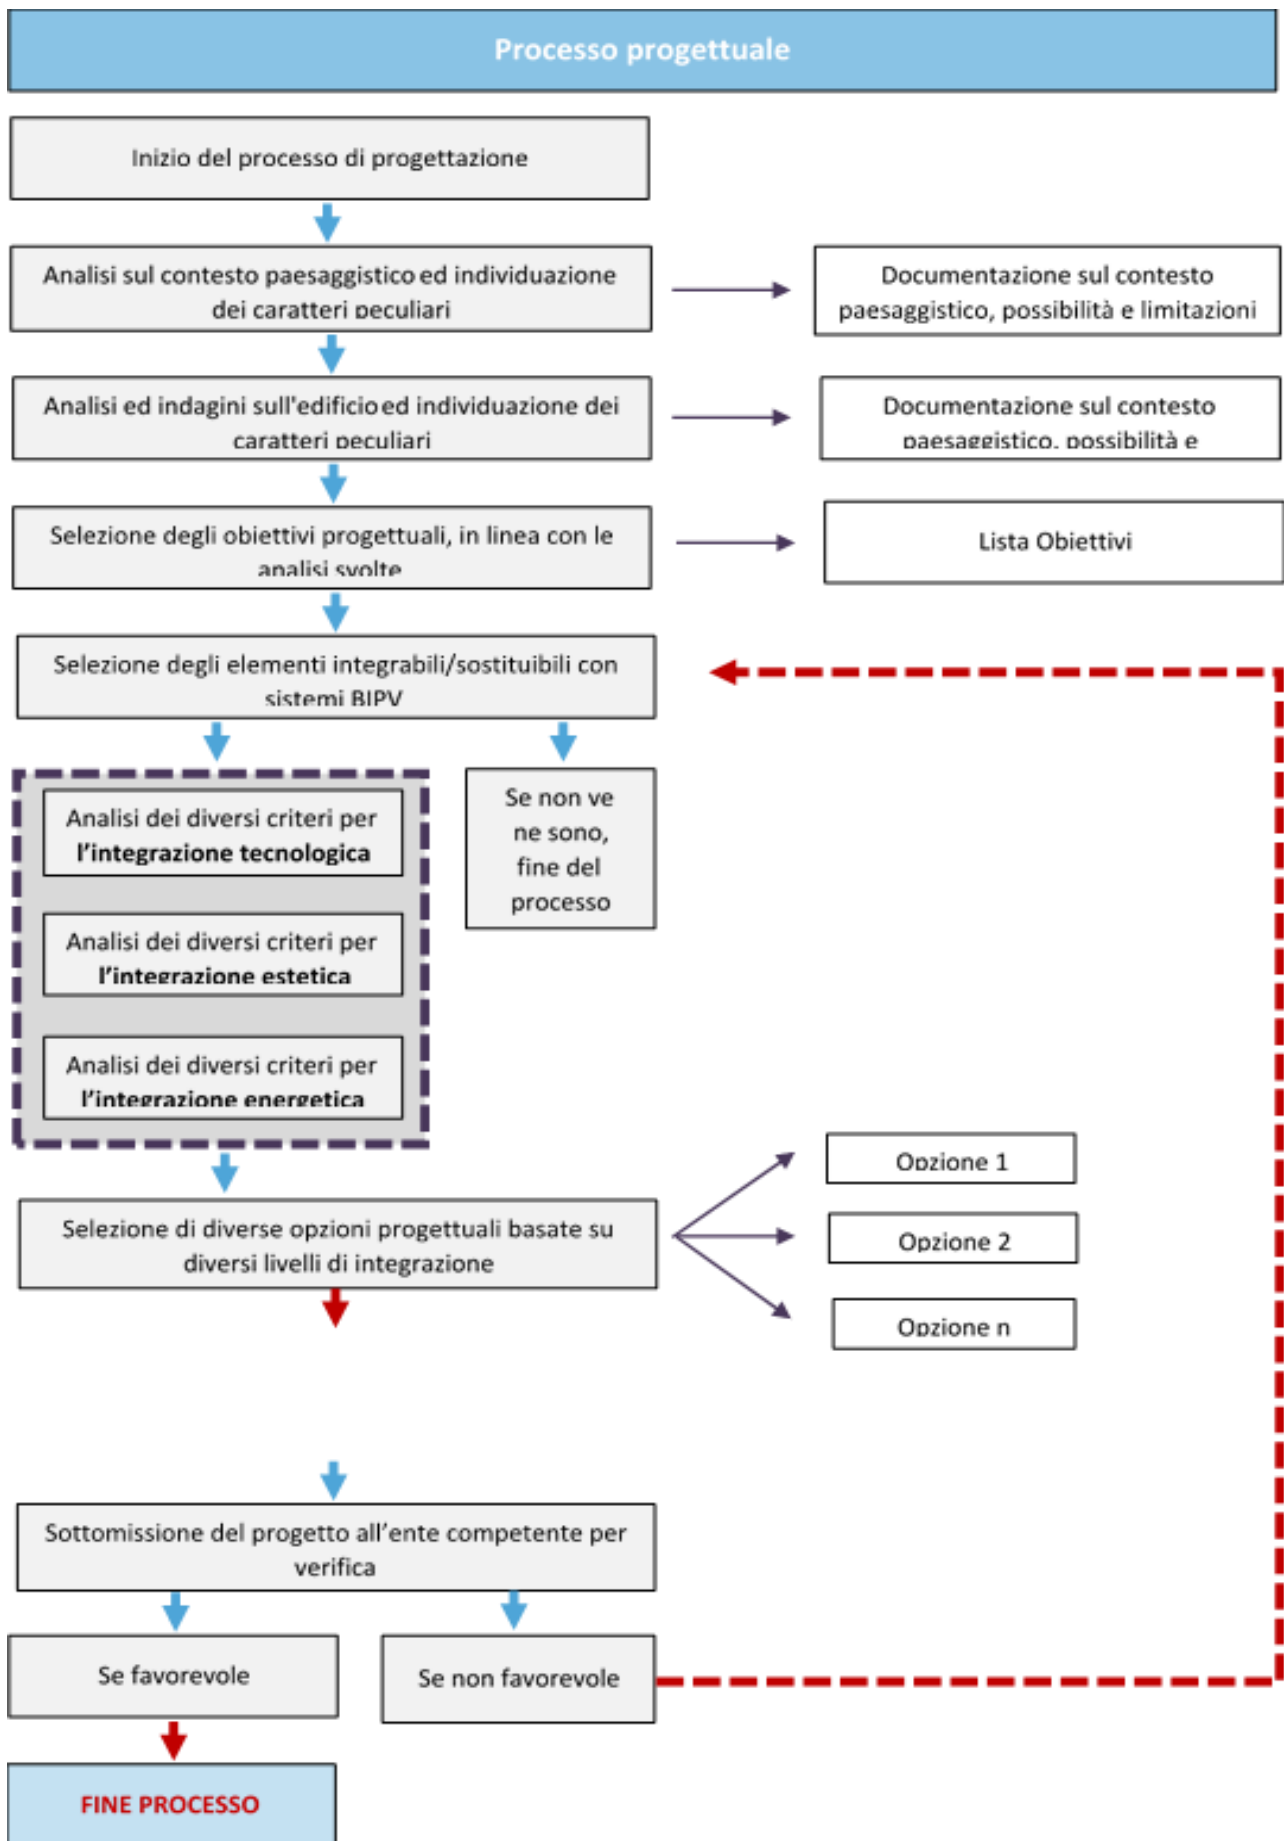 Processo progettuale
Inizio del processo di progettazione
Analisi sul contesto paesaggistico ed individuazione
dei caratteri peculiari
Documentazione sul contesto
paesaggistico, possibilità e limitazioni
Analisi ed indagini sull'edificio ed individuazione dei
caratteri peculiari
Documentazione sul contesto
paesaggistico, possibilità e
Selezione degli obiettivi progettuali, in linea con le
analisi svolte
Lista Obiettivi
Selezione degli elementi integrabili/sostituibili con
sistemi BIPV
Analisi dei diversi criteri per
l'integrazione tecnologica
Se non ve
ne sono,
fine del
processo
Analisi dei diversi criteri per
l'integrazione estetica
Analisi dei diversi criteri per
l'integrazione energetica
Selezione di diverse opzioni progettuali basate su
diversi livelli di integrazione
Opzione 1
Opzione 2
Opzione n
Sottomissione del progetto all'ente competente per
verifica
Se favorevole
Se non favorevole
FINE PROCESSO